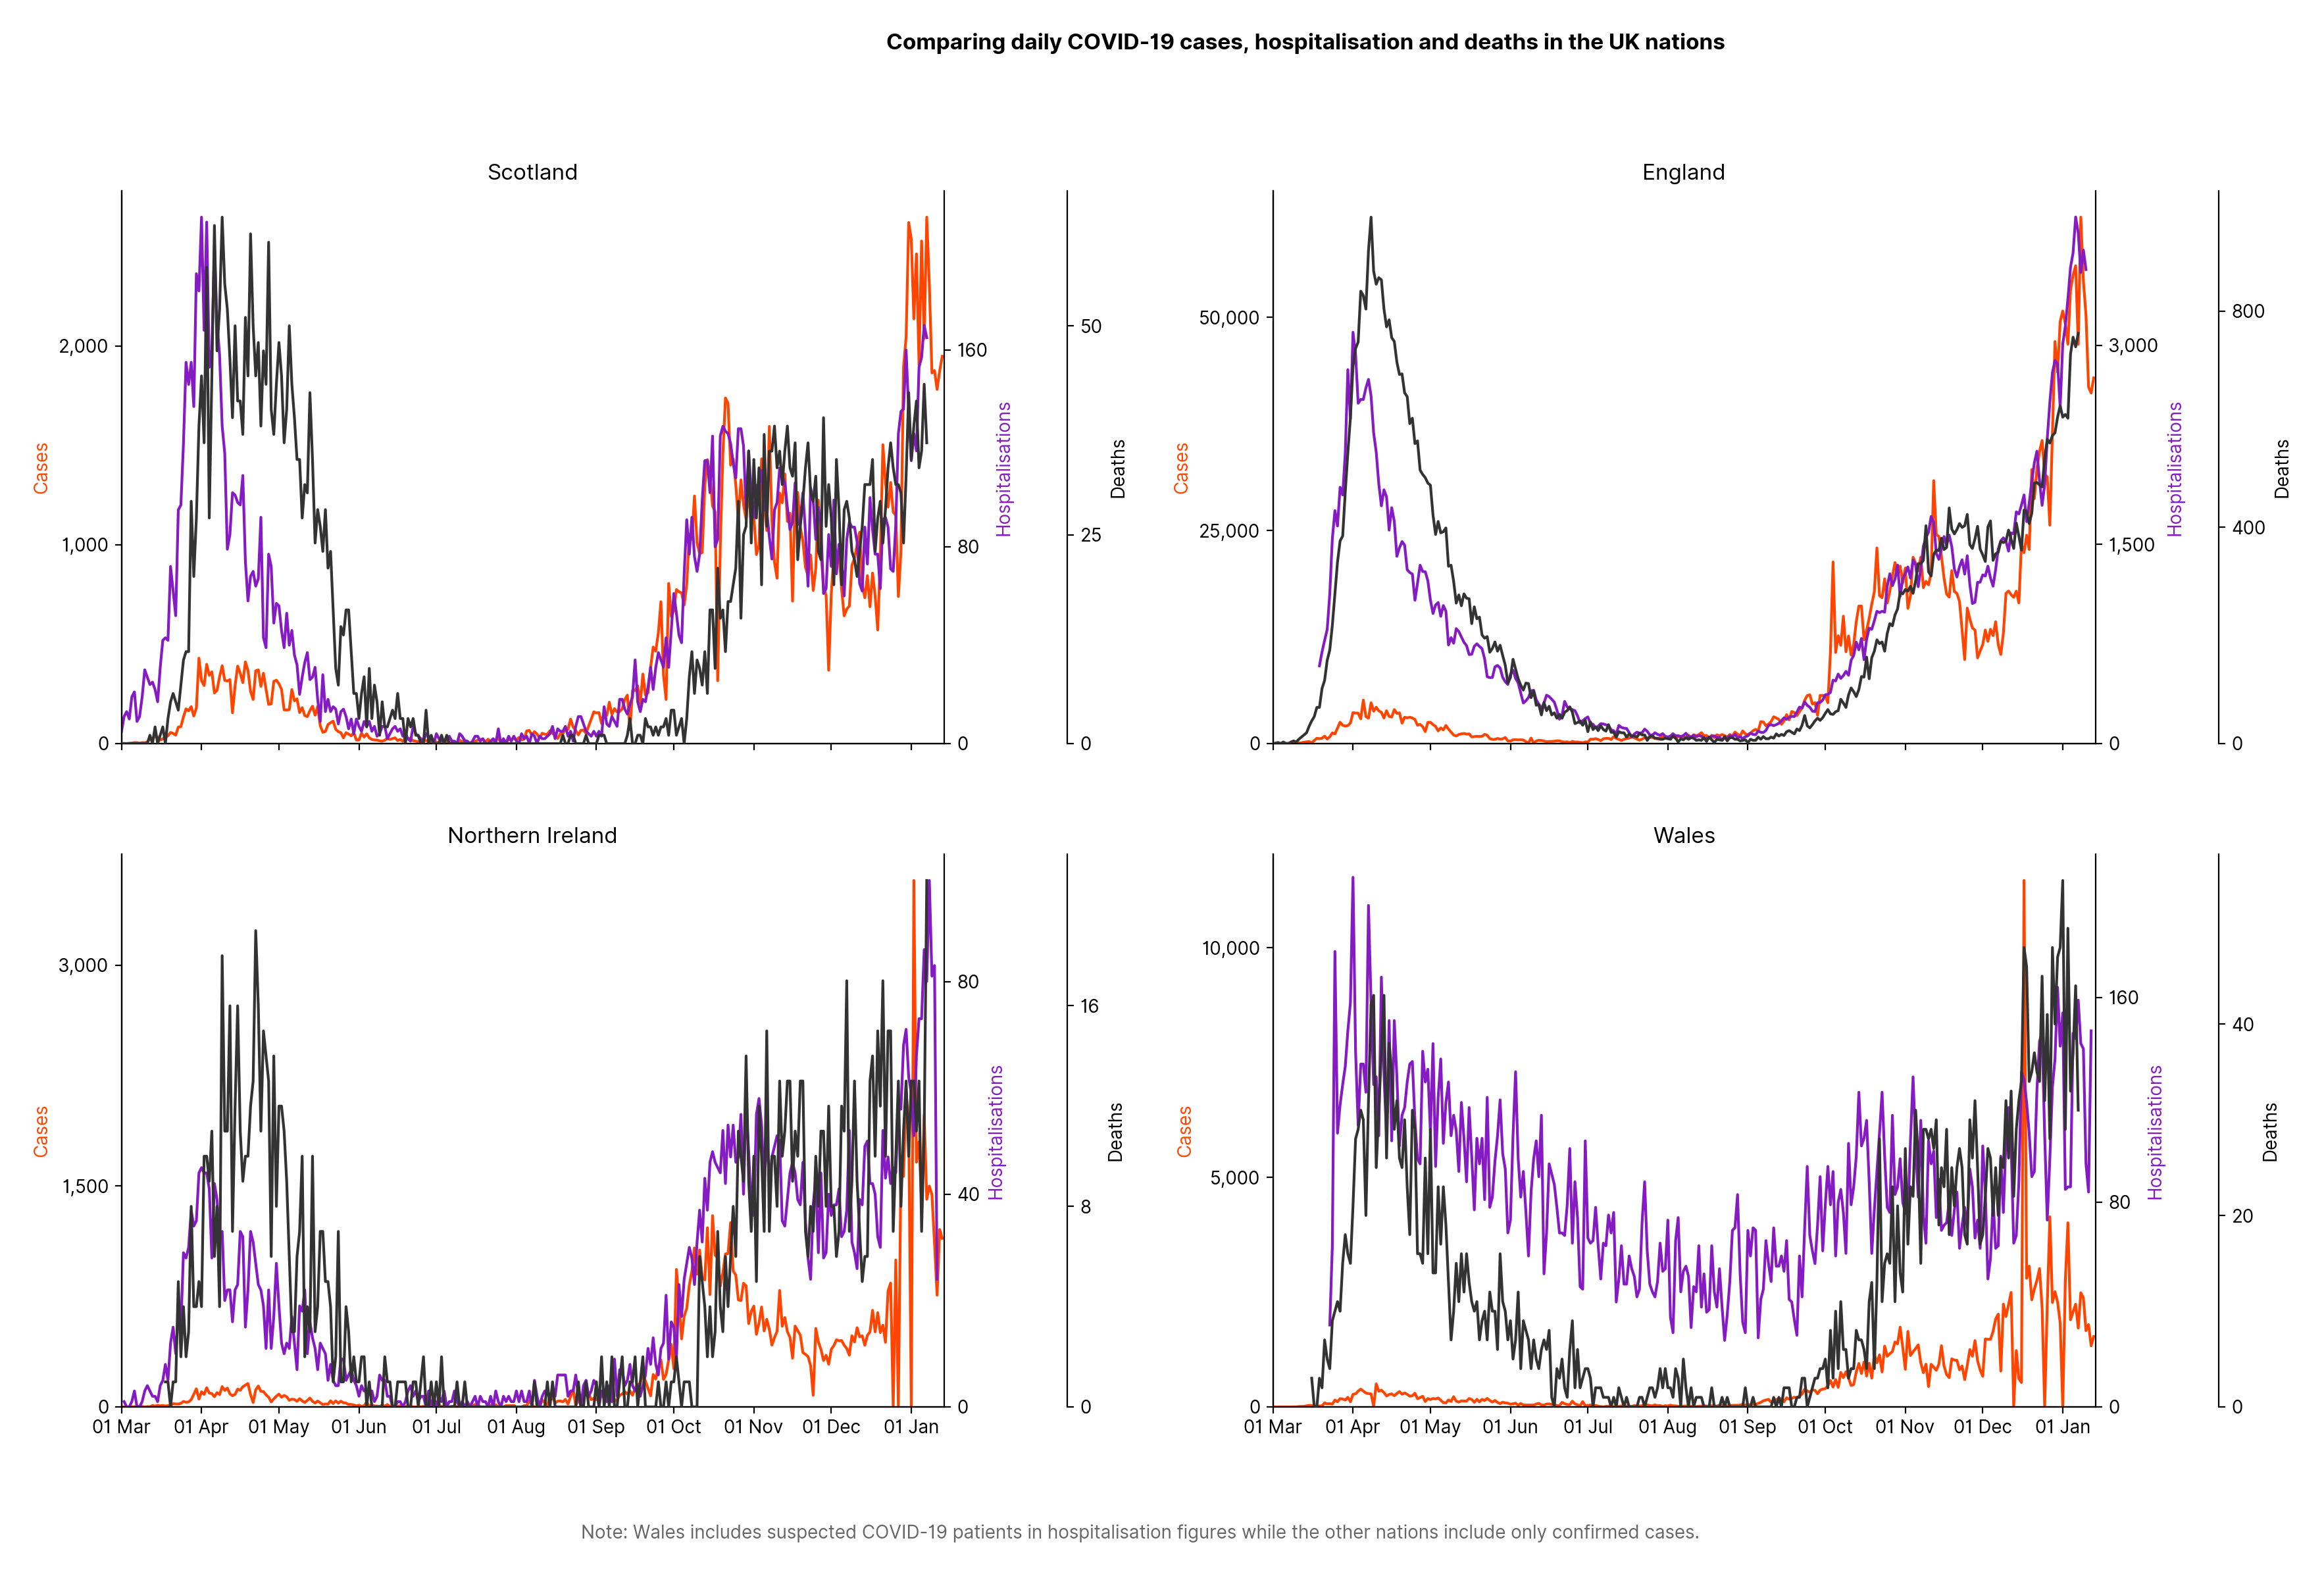 Comparing daily COVID-19 cases, hospitalisation and deaths in the UK nations
Scotland
Cases
2,000
1,000
0
160
80
0
Hospitalisations
50
25
0
Deaths
England
Cases
50,000
25,000
0
3,000
1,500
0
Hospitalisations
800
400
0
Deaths
Northern Ireland
Cases
3,000
1,500
0
80
40
0
Hospitalisations
16
8
0
Deaths
01 Mar 01 Apr 01 May 01 Jun 01 Jul 01 Aug 01 Sep 01 Oct 01 Nov 01 Dec 01 Jan
Wales
Cases
10,000
5,000
0
160
80
0
Hospitalisations
40
20
0
Deaths
01 Mar 01 Apr 01 May 01 Jun 01 Jul 01 Aug 01 Sep 01 Oct 01 Nov 01 Dec 01 Jan
Note: Wales includes suspected COVID-19 patients in hospitalisation figures while the other nations include only confirmed cases.